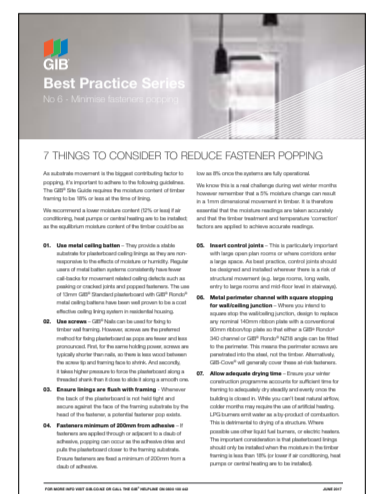 GIB
Best Practice Series
No 6 - Minimise fasteners popping
7 THINGS TO CONSIDER TO REDUCE FASTENER POPPING
As substrate movement is the biggest contributing factor to
popping, it's important to adhere to the following guidelines.
The GIB® Site Guide requires the moisture content of timber
framing to be 18% or less at the time of lining.
We recommend a lower moisture content (12% or less) if air
conditioning, heat pumps or central heating are to be installed;
as the equilibrium moisture content of the timber could be as
low as 8% once the systems are fully operational.
We know this is a real challenge during wet winter months
however remember that a 5% moisture change can result
in a 1mm dimensional movement in timber. It is therefore
essential that the moisture readings are taken accurately
and that the timber treatment and temperature 'correction'
factors are applied to achieve accurate readings.
01. Use metal ceiling batten – They provide a stable
substrate for plasterboard ceiling linings as they are non-
responsive to the effects of moisture or humidity. Regular
users of metal batten systems consistently have fewer
call-backs for movement related ceiling defects such as
peaking or cracked joints and popped fasteners. The use
of 13mm GIB® Standard plasterboard with GIB® Rondo®
metal ceiling battens have been well proven to be a cost
effective ceiling lining system in residential housing.
02. Use screws – GIB® Nails can be used for fixing to
timber wall framing. However, screws are the preferred
method for fixing plasterboard as pops are fewer and less
pronounced. First, for the same holding power, screws are
typically shorter than nails, so there is less wood between
the screw tip and framing face to shrink. And secondly,
it takes higher pressure to force the plasterboard along a
threaded shank than it does to slide it along a smooth one.
03. Ensure linings are flush with framing - Whenever
the back of the plasterboard is not held tight and
secure against the face of the framing substrate by the
head of the fastener, a potential fastener pop exists.
04. Fasteners minimum of 200mm from adhesive – If
fasteners are applied through or adjacent to a daub of
adhesive, popping can occur as the adhesive dries and
pulls the plasterboard closer to the framing substrate.
Ensure fasteners are fixed a minimum of 200mm from a
daub of adhesive.
05. Insert control joints – This is particularly important
with large open plan rooms or where corridors enter
a large space. As best practice, control joints should
be designed and installed wherever there is a risk of
structural movement (e.g. large rooms, long walls,
entry to large rooms and mid-floor level in stairways).
06. Metal perimeter channel with square stopping
for wall/ceiling junction – Where you intend to
square stop the wall/ceiling junction, design to replace
any nominal 140mm ribbon plate with a conventional
90mm ribbon/top plate so that either a GIB® Rondo®
340 channel or GIB® Rondo® NZ18 angle can be fitted
to the perimeter. This means the perimeter screws are
penetrated into the steel, not the timber. Alternatively,
GIB-Cove® will generally cover these at-risk fasteners.
07. Allow adequate drying time – Ensure your winter
construction programme accounts for sufficient time for
framing to adequately dry steadily and evenly once the
building is closed in. While you can't beat natural airflow,
colder months may require the use of artificial heating.
LPG burners emit water as a by-product of combustion.
This is detrimental to drying of a structure. Where
possible use other liquid fuel burners, or electric heaters.
The important consideration is that plasterboard linings
should only be installed when the moisture in the timber
framing is less than 18% (or lower if air conditioning, heat
pumps or central heating are to be installed).
FOR MORE INFO VISIT GIB.CO.NZ OR CALL THE GIB® HELPLINE ON 0800 100 442
JUNE 2017